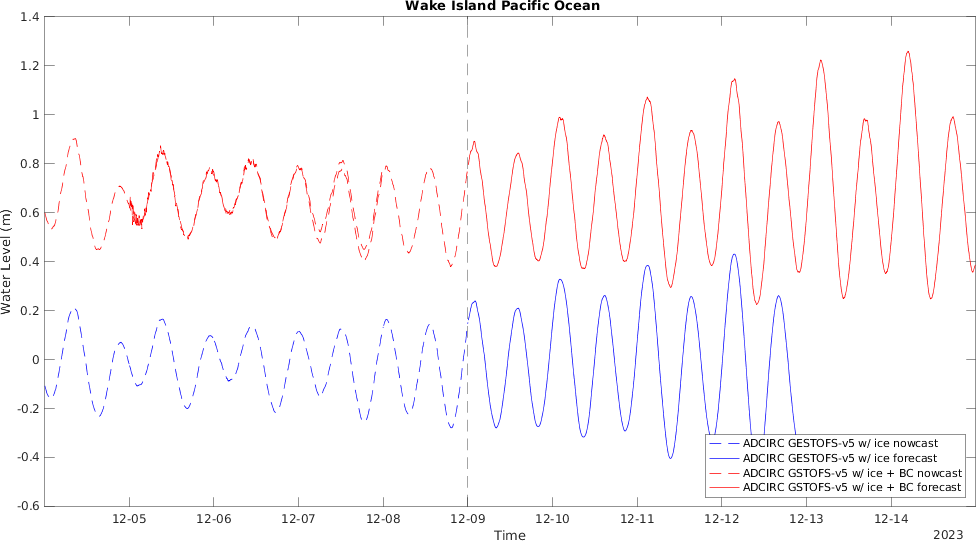 Wake Island Pacific Ocean
1.4
1.2
1
0.8
0.6
0.4
0.2
0
-0.2
-0.4
-0.6
Water Level (m)
ADCIRC GESTOFS-v5 w/ ice nowcast
ADCIRC GESTOFS-v5 w/ ice forecast
ADCIRC GSTOFS-v5 w/ ice + BC nowcast
ADCIRC GSTOFS-v5 w/ ice + BC forecast
12-05 12-06 12-07 12-08 12-09 12-10 12-11 12-12 12-13 12-14
Time
2023